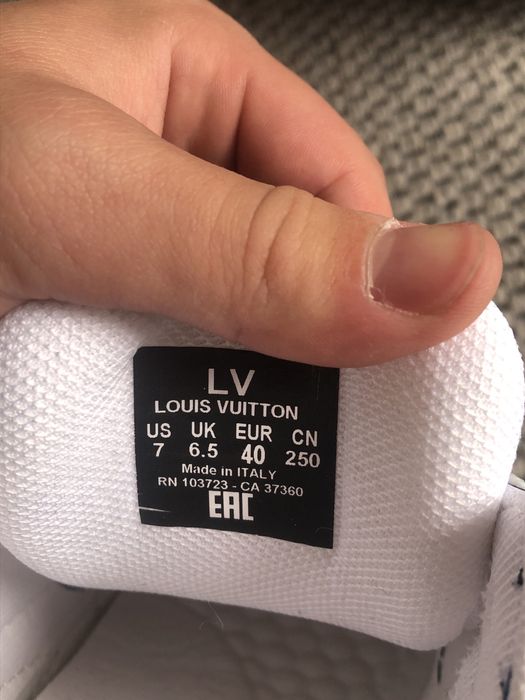 LV
LOUIS VUITTON
US UK EUR CN
7 6.5 40 250
Made in ITALY
RN 103723 - CA 37360
EAC